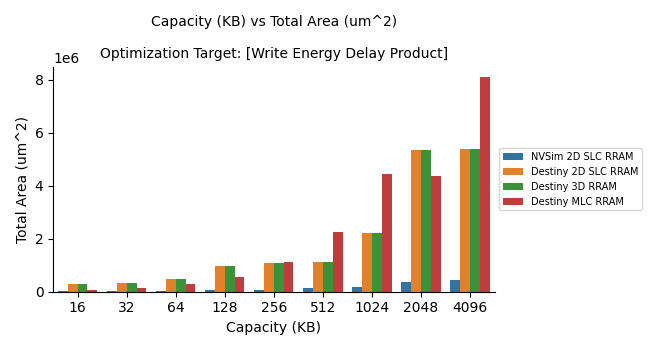 Capacity (KB) vs Total Area (um^2)
Optimization Target: [Write Energy Delay Product]
1e6
8
6
4
2
0
Total Area (um^2)
16 32 64 128 256 512 1024 2048 4096
Capacity (KB)
NVSim 2D SLC RRAM
Destiny 2D SLC RRAM
Destiny 3D RRAM
Destiny MLC RRAM